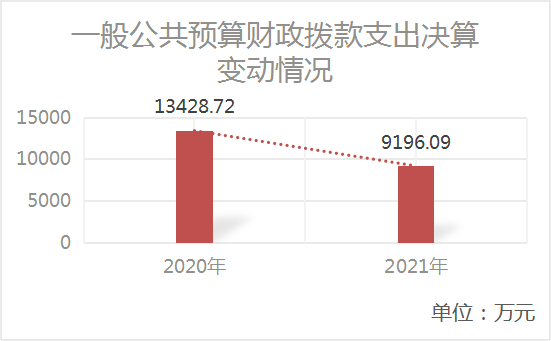 一般公共预算财政拨款支出决算
变动情况
13428.72
9196.09
15000
10000
5000
0
2020年
2021年
单位：万元